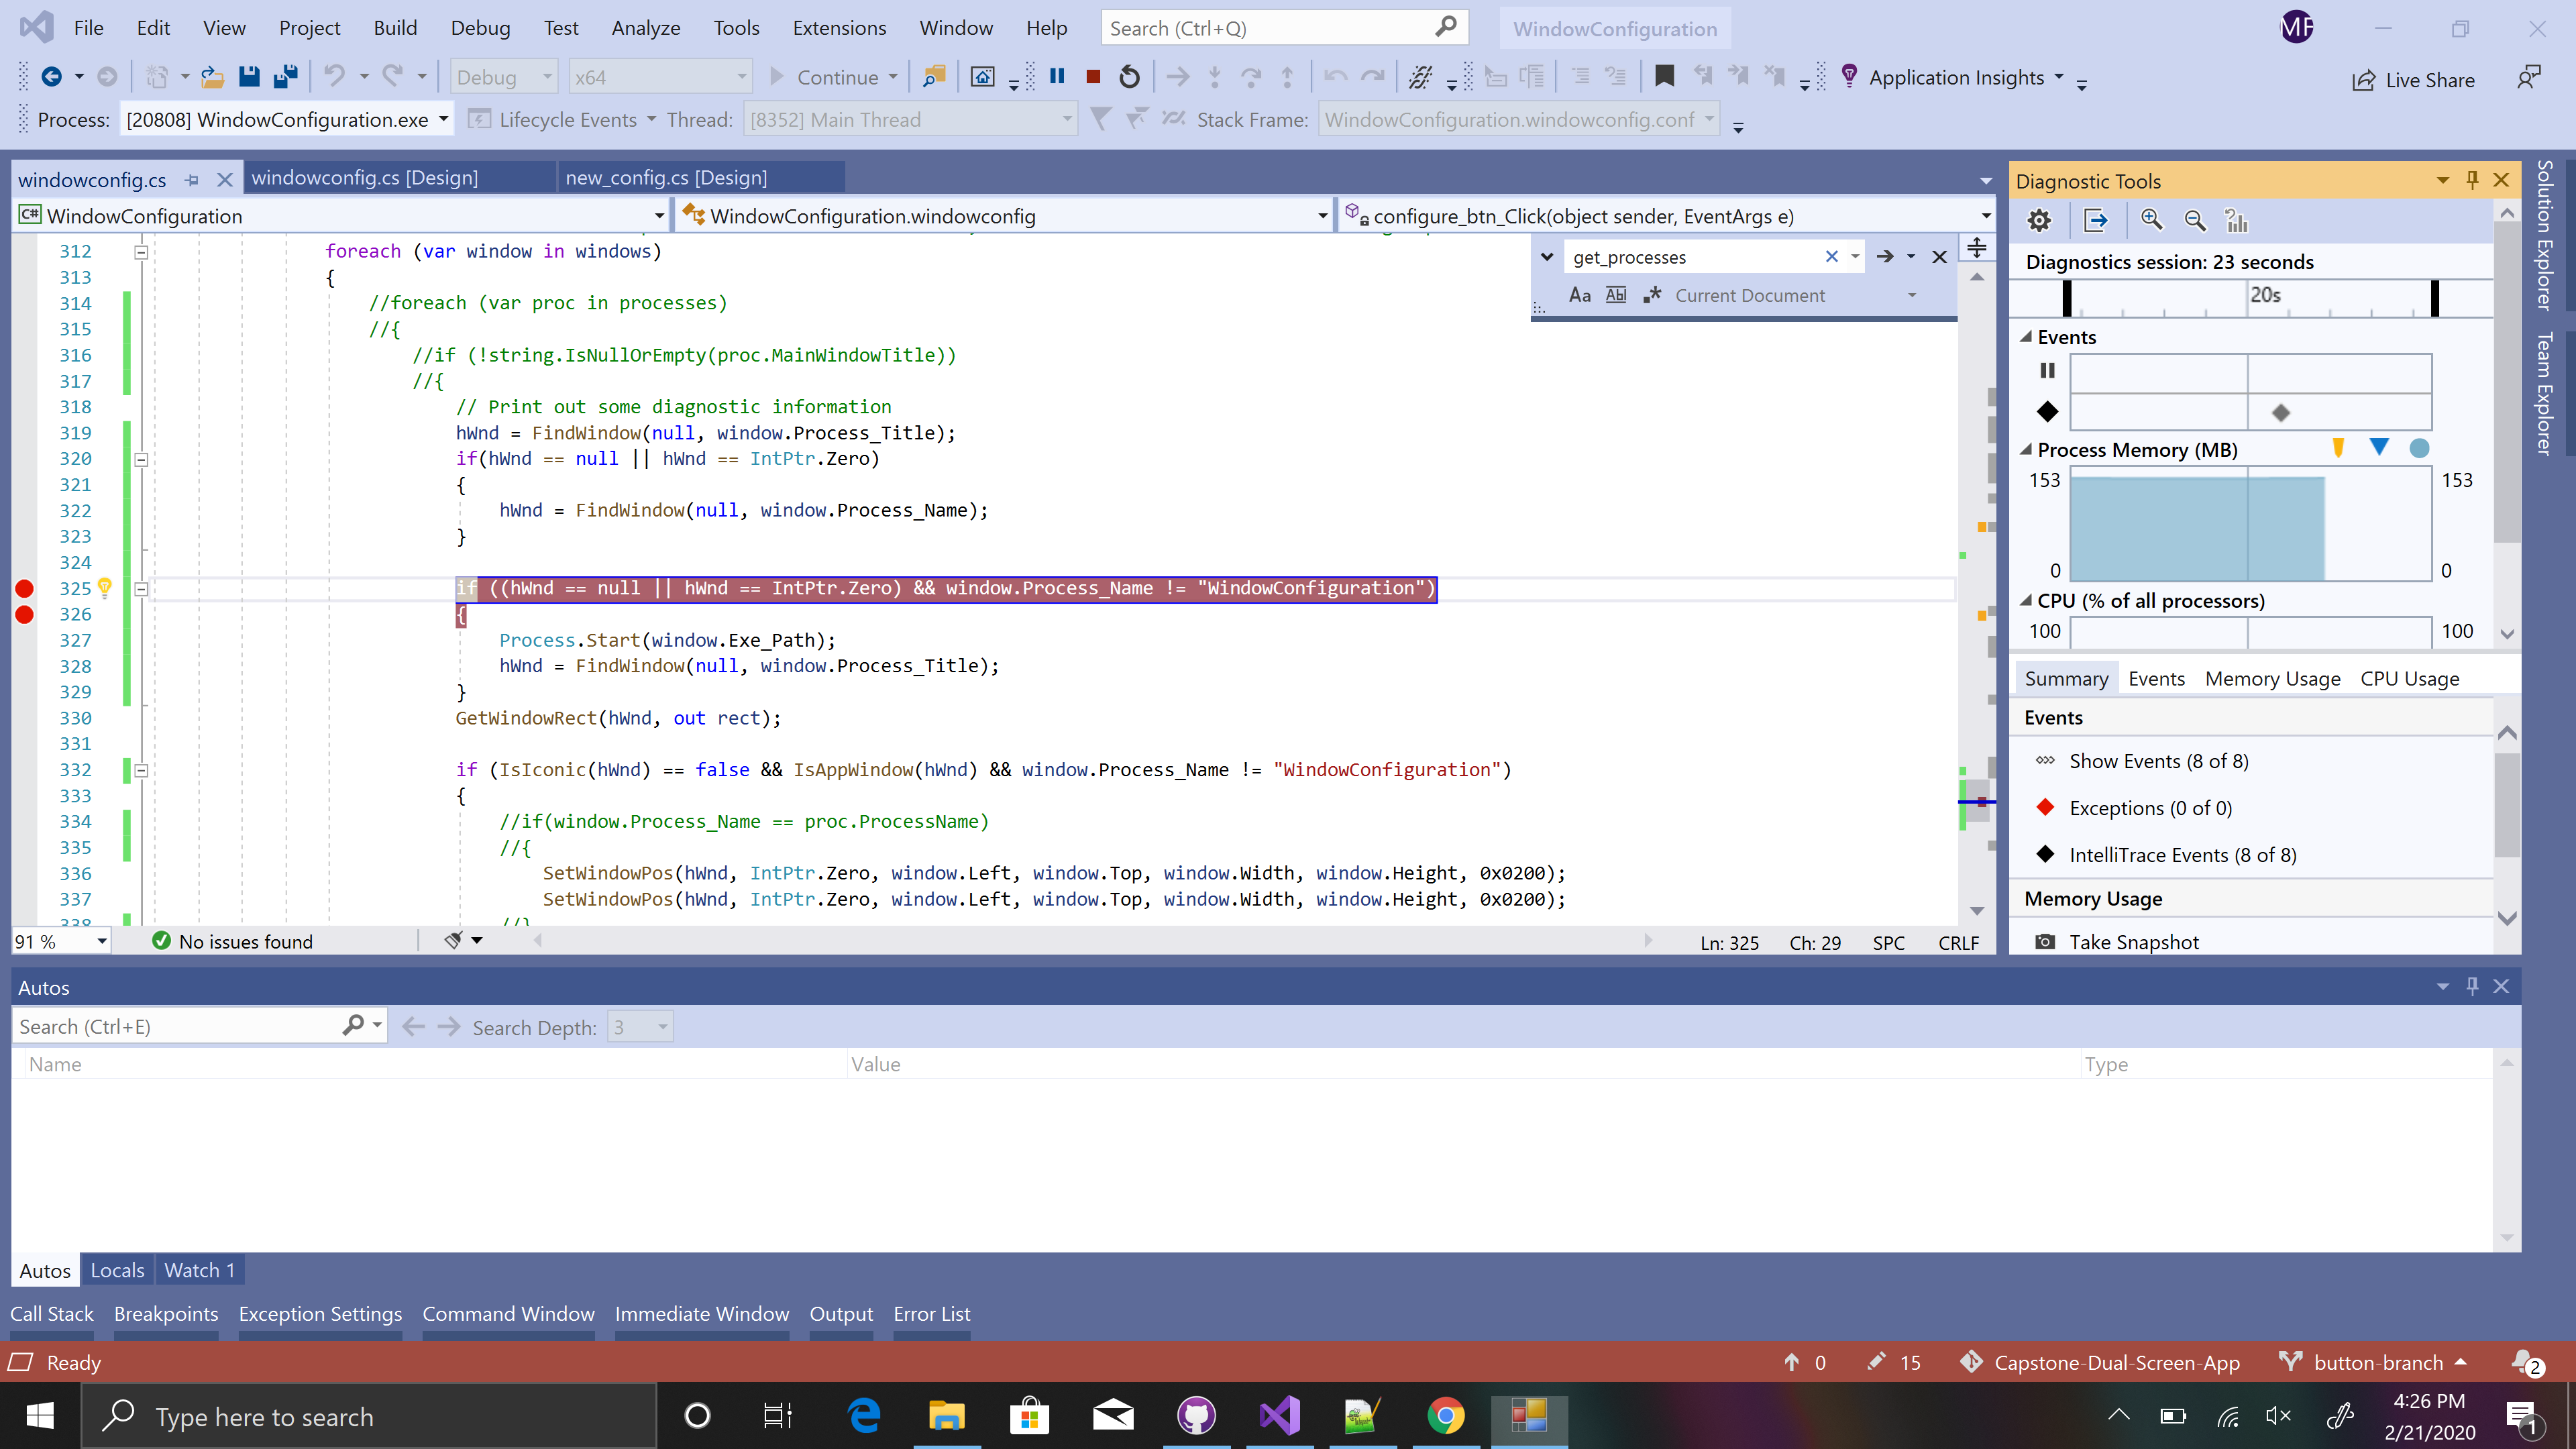 File Edit View Project Build Debug Test Analyze Tools Extensions Window Help Search (Ctrl+Q) WindowConfiguration MF
Debug x64 Continue Application Insights Live Share
Process: [20808] WindowConfiguration.exe Lifecycle Events Thread: [8352] Main Thread Stack Frame: WindowConfiguration.windowconfig.conf
windowconfig.cs windowconfig.cs [Design] new_config.cs [Design]
C# WindowConfiguration WindowConfiguration.windowconfig configure_btn_Click(object sender, EventArgs e)
get_processes
Aa Abl .* Current Document
312 foreach (var window in windows)
313 {
314 //foreach (var proc in processes)
315 //{
316 //if (!string.IsNullOrEmpty(proc.MainWindowTitle))
317 //{
318 // Print out some diagnostic information
319 hWnd = FindWindow(null, window.Process_Title);
320 if(hWnd == null || hWnd == IntPtr.Zero)
321 {
322 hWnd = FindWindow(null, window.Process_Name);
323 }
324
325 if ((hWnd == null || hWnd == IntPtr.Zero) && window.Process_Name != "WindowConfiguration")
326 {
327 Process.Start(window.Exe_Path);
328 hWnd = FindWindow(null, window.Process_Title);
329 }
330 GetWindowRect(hWnd, out rect);
331
332 if (IsIconic(hWnd) == false && IsAppWindow(hWnd) && window.Process_Name != "WindowConfiguration")
333 {
334 //if(window.Process_Name == proc.ProcessName)
335 //{
336 SetWindowPos(hWnd, IntPtr.Zero, window.Left, window.Top, window.Width, window.Height, 0x0200);
337 SetWindowPos(hWnd, IntPtr.Zero, window.Left, window.Top, window.Width, window.Height, 0x0200);
338 //}
91 % No issues found Ln: 325 Ch: 29 SPC CRLF
Diagnostic Tools
Diagnostics session: 23 seconds
20s
Events
Process Memory (MB)
153 153
0 0
CPU (% of all processors)
100 100
Summary Events Memory Usage CPU Usage
Events
Show Events (8 of 8)
Exceptions (0 of 0)
IntelliTrace Events (8 of 8)
Memory Usage
Take Snapshot
Solution Explorer
Team Explorer
Autos
Search (Ctrl+E) Search Depth: 3
Name Value Type
Autos Locals Watch 1
Call Stack Breakpoints Exception Settings Command Window Immediate Window Output Error List
Ready 0 15 Capstone-Dual-Screen-App button-branch 2
Type here to search
4:26 PM
2/21/2020
1